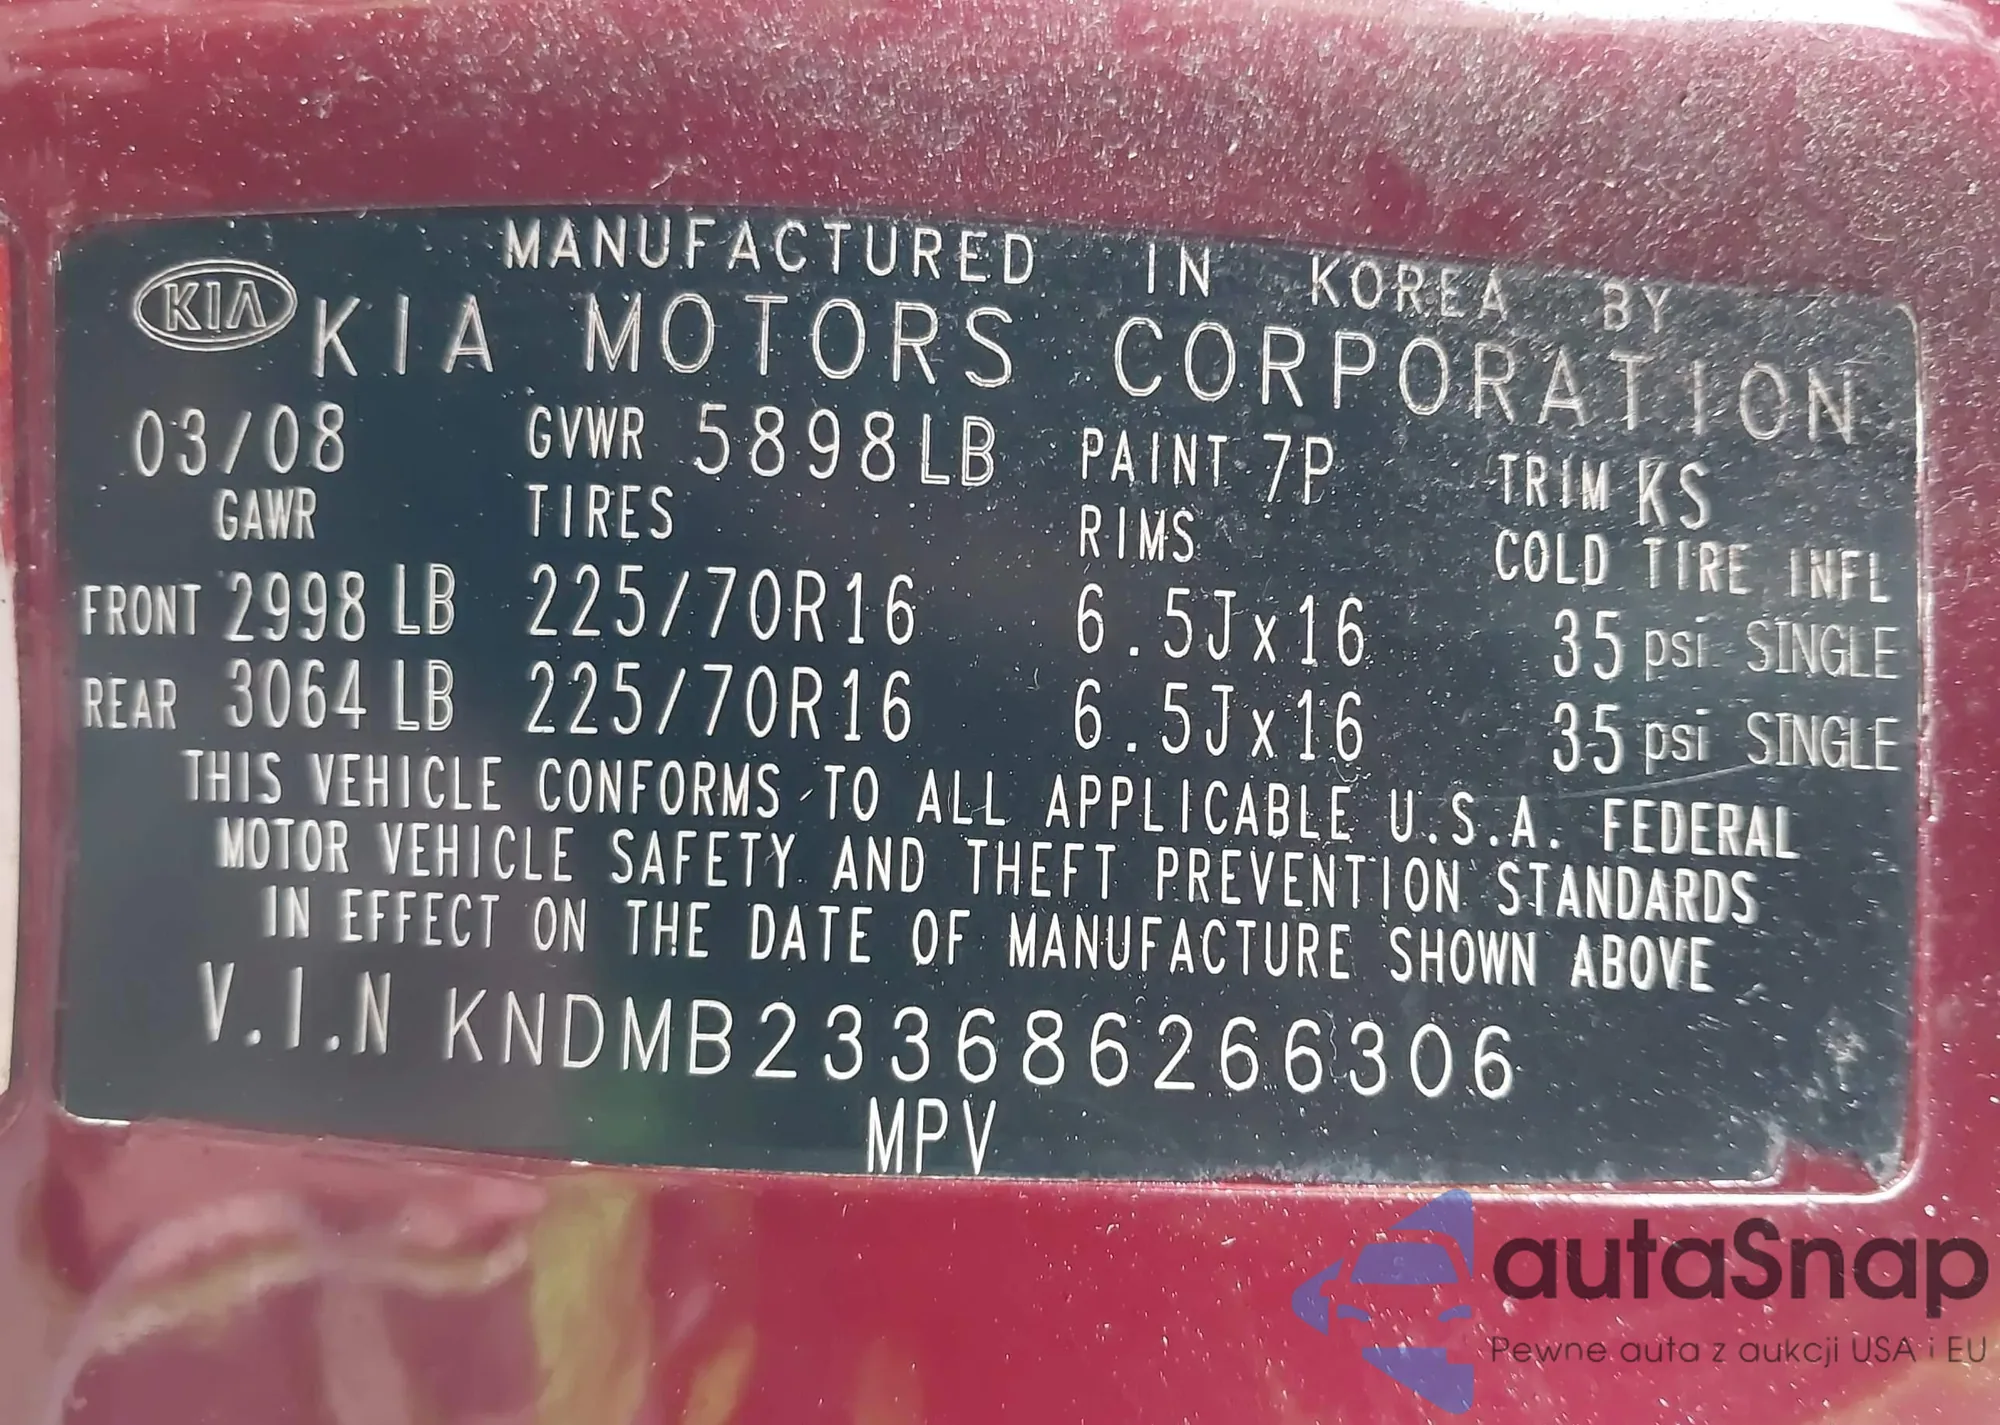 MANUFACTURED IN KOREA BY
KIA KIA MOTORS CORPORATION
03/08 GVWR 5898LB PAINT 7P TRIM KS
GAWR TIRES RIMS COLD TIRE INFL
FRONT 2998 LB 225/70R16 6.5Jx16 35 psi SINGLE
REAR 3064 LB 225/70R16 6.5Jx16 35 psi SINGLE
THIS VEHICLE CONFORMS TO ALL APPLICABLE U.S.A. FEDERAL
MOTOR VEHICLE SAFETY AND THEFT PREVENTION STANDARDS
IN EFFECT ON THE DATE OF MANUFACTURE SHOWN ABOVE
V.I.N KNDMB233686266306
MPV
autaSnap
Pewne auta z aukcji USA i EU